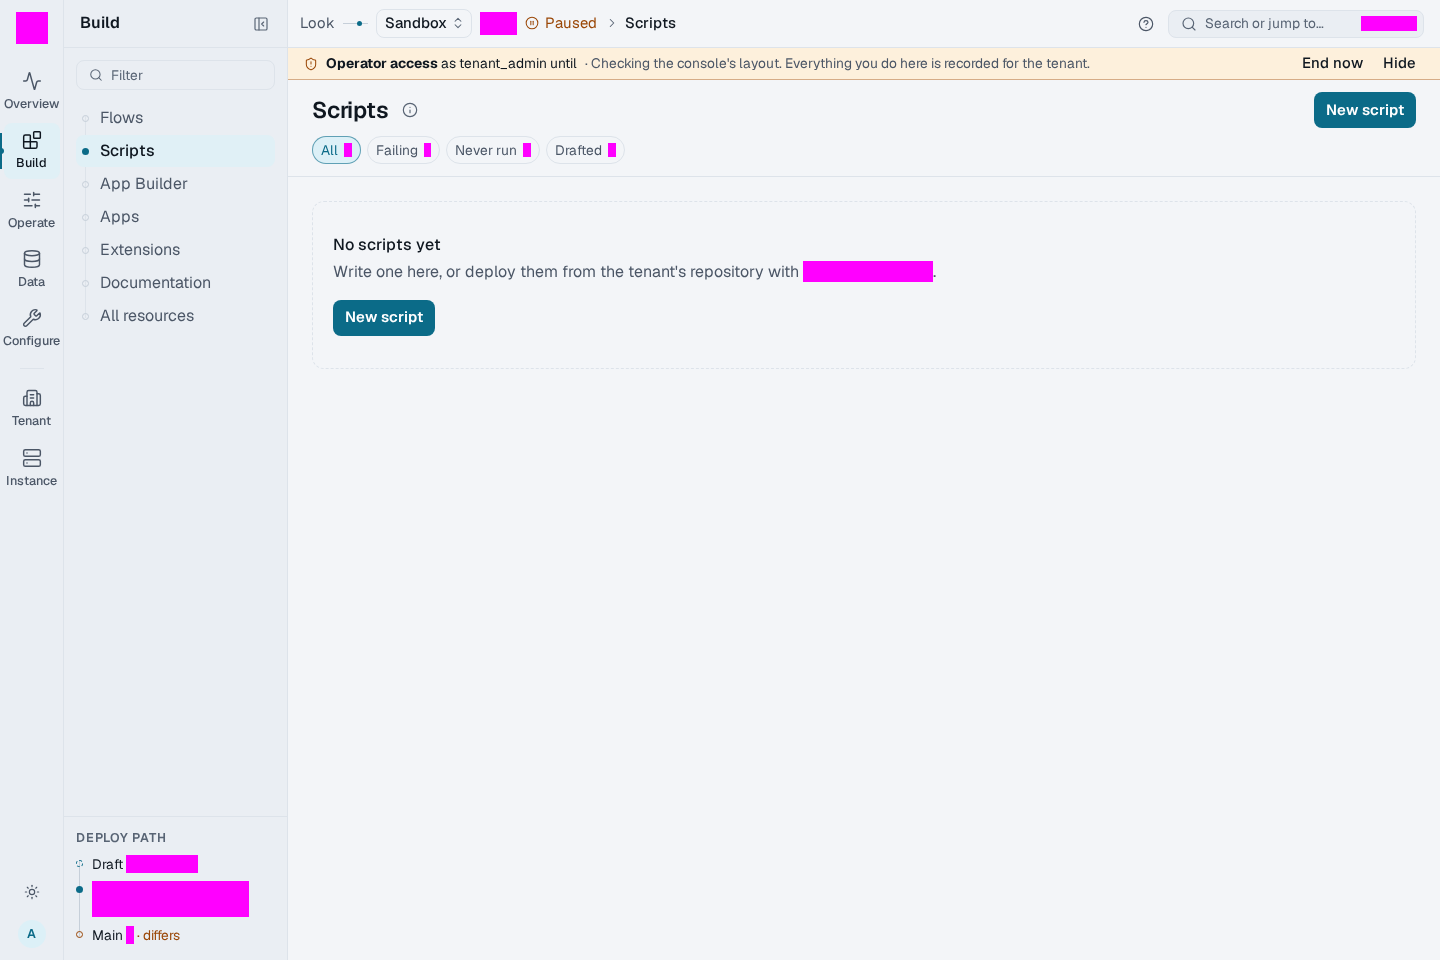 Build
Look
Sandbox
Paused
Scripts
Search or jump to...
Operator access as tenant_admin until · Checking the console's layout. Everything you do here is recorded for the tenant.
End now
Hide
Filter
Overview
Build
Operate
Data
Configure
Tenant
Instance
Flows
Scripts
App Builder
Apps
Extensions
Documentation
All resources
Scripts
New script
All
Failing
Never run
Drafted
No scripts yet
Write one here, or deploy them from the tenant's repository with .
New script
DEPLOY PATH
Draft
Main · differs
A